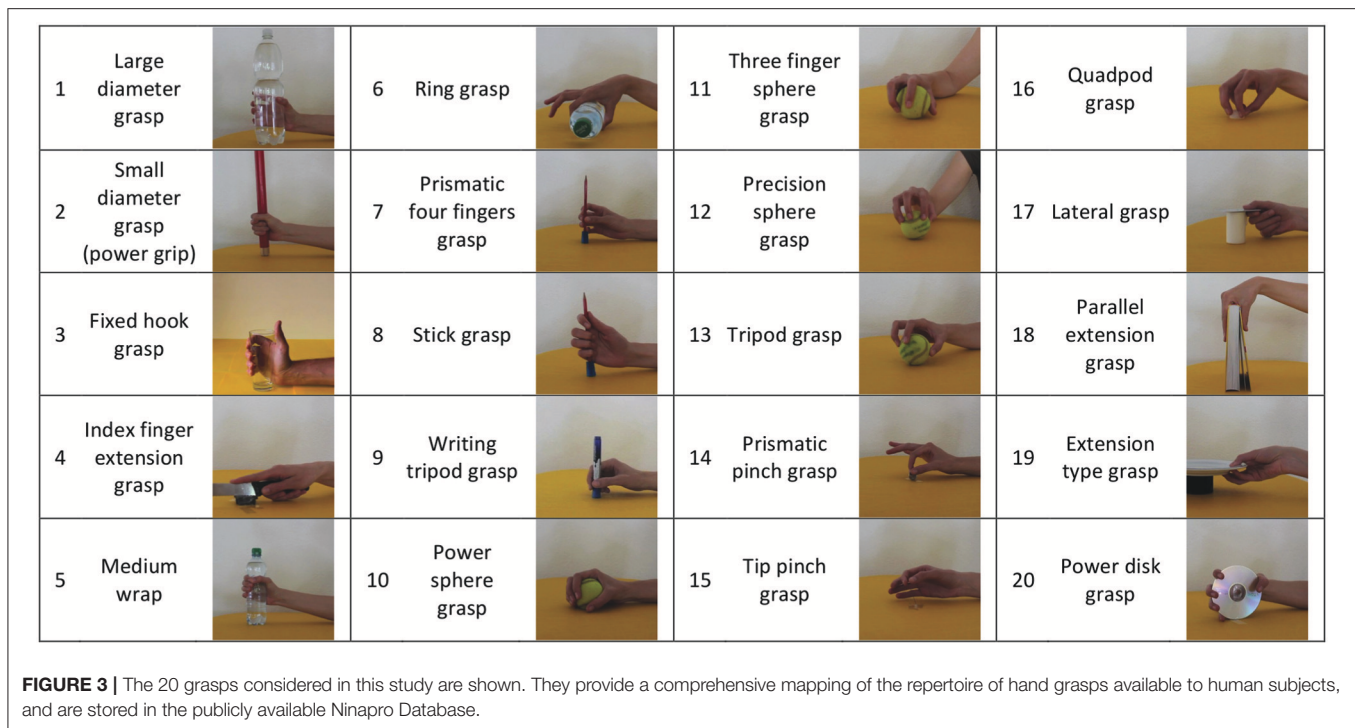 1
Large
diameter
grasp
2
Small
diameter
grasp
(power grip)
3
Fixed hook
grasp
4
Index finger
extension
grasp
5
Medium
wrap
6
Ring grasp
7
Prismatic
four fingers
grasp
8
Stick grasp
9
Writing
tripod grasp
10
Power
sphere
grasp
11
Three finger
sphere
grasp
12
Precision
sphere
grasp
13
Tripod grasp
14
Prismatic
pinch grasp
15
Tip pinch
grasp
16
Quadpod
grasp
17
Lateral grasp
18
Parallel
extension
grasp
19
Extension
type grasp
20
Power disk
grasp
FIGURE 3 | The 20 grasps considered in this study are shown. They provide a comprehensive mapping of the repertoire of hand grasps available to human subjects,
and are stored in the publicly available Ninapro Database.